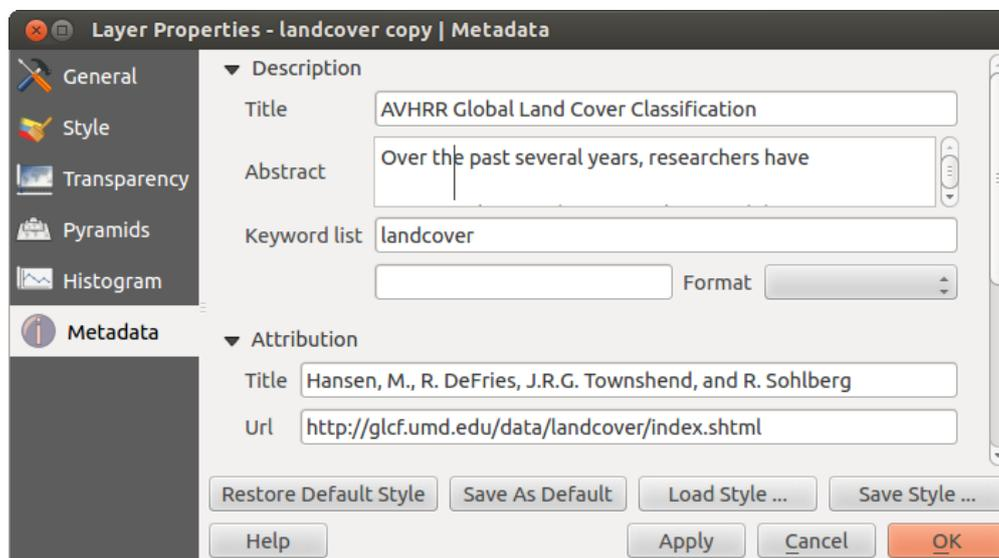 Layer Properties - landcover copy | Metadata
General
Style
Transparency
Pyramids
Histogram
Metadata
Description
Title AVHRR Global Land Cover Classification
Abstract Over the past several years, researchers have
Keyword list landcover
Format
Attribution
Title Hansen, M., R. DeFries, J.R.G. Townshend, and R. Sohlberg
Url http://glcf.umd.edu/data/landcover/index.shtml
Restore Default Style Save As Default Load Style ... Save Style ...
Help Apply Cancel OK